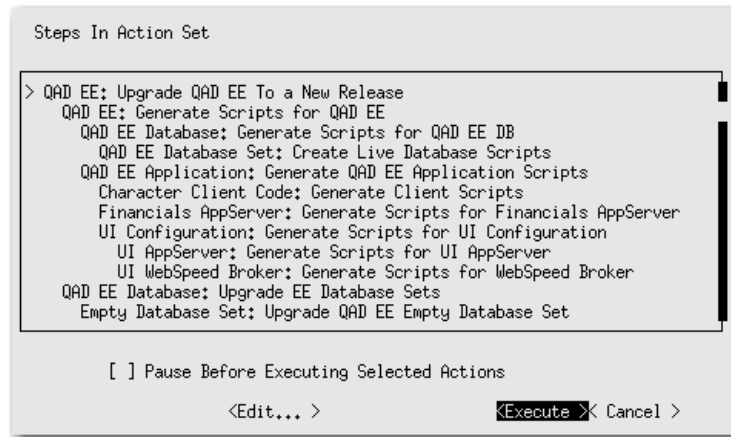 Steps In Action Set
> QAD EE: Upgrade QAD EE To a New Release
QAD EE: Generate Scripts for QAD EE
QAD EE Database: Generate Scripts for QAD EE DB
QAD EE Database Set: Create Live Database Scripts
QAD EE Application: Generate QAD EE Application Scripts
Character Client Code: Generate Client Scripts
Financials AppServer: Generate Scripts for Financials AppServer
UI Configuration: Generate Scripts for UI Configuration
UI AppServer: Generate Scripts for UI AppServer
UI WebSpeed Broker: Generate Scripts for WebSpeed Broker
QAD EE Database: Upgrade EE Database Sets
Empty Database Set: Upgrade QAD EE Empty Database Set
[ ] Pause Before Executing Selected Actions
<Edit... > <Execute >< Cancel >